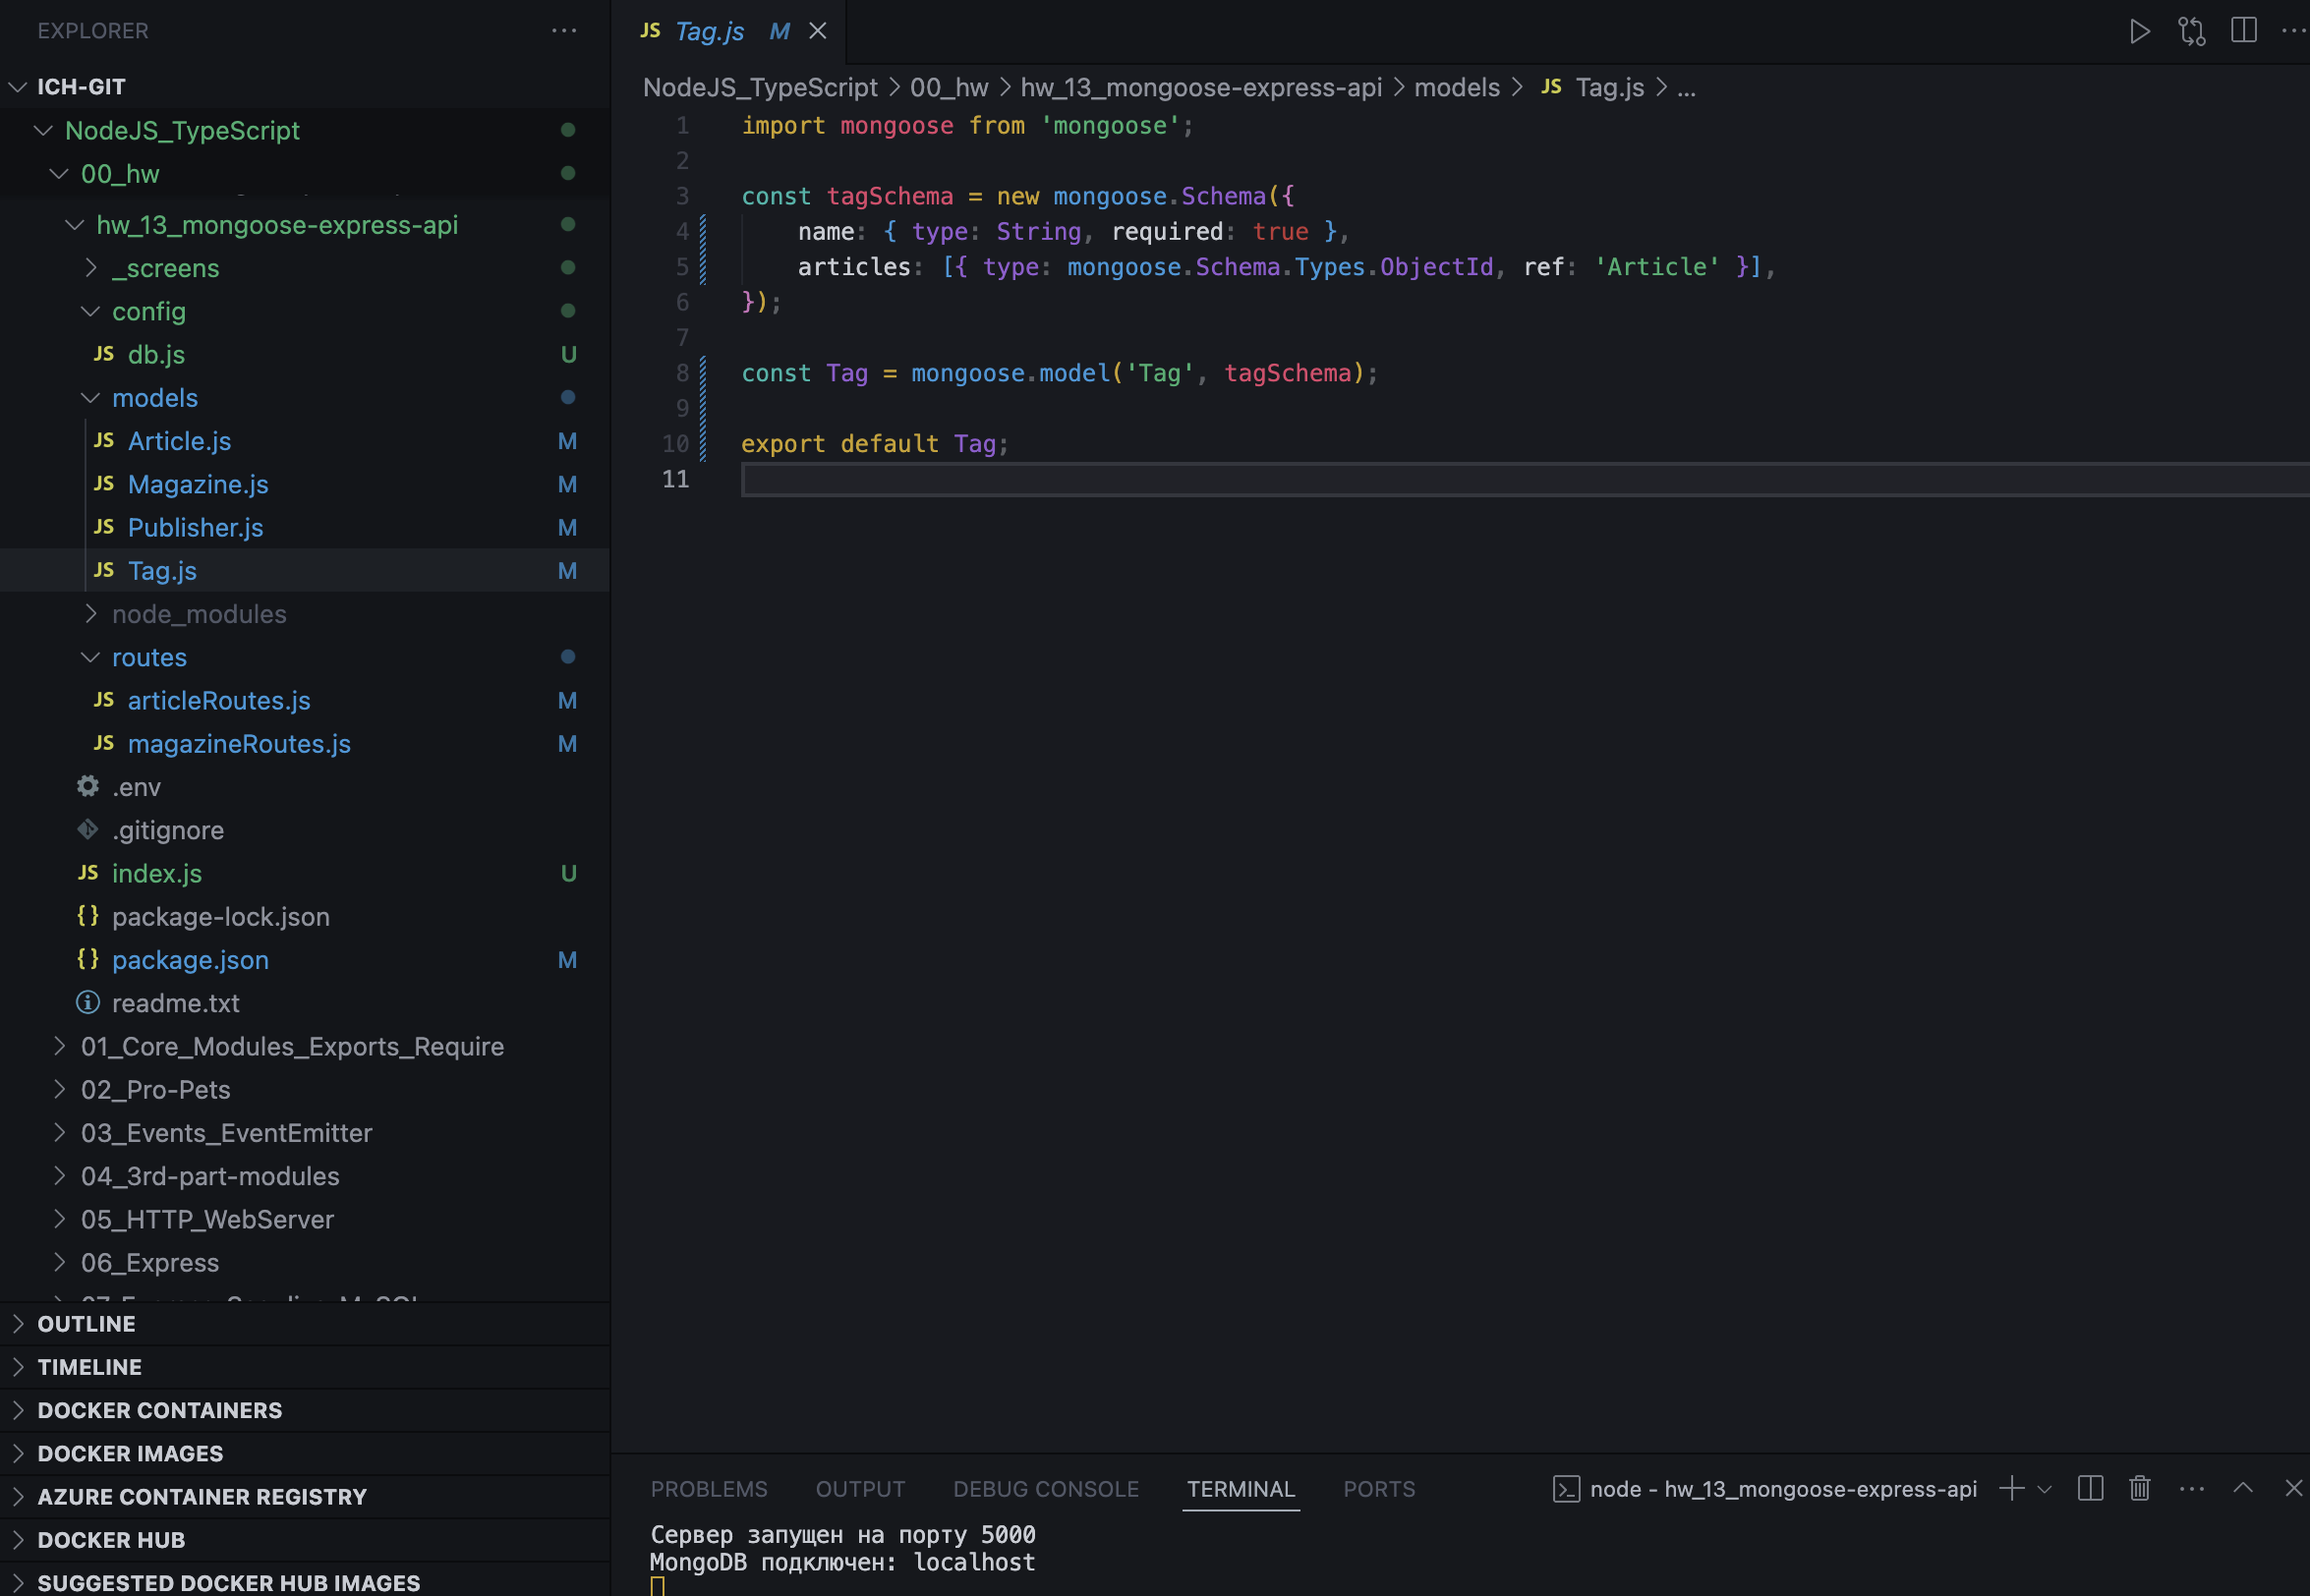 EXPLORER
ICH-GIT
NodeJS_TypeScript
00_hw
hw_13_mongoose-express-api
_screens
config
JS db.js U
models
JS Article.js M
JS Magazine.js M
JS Publisher.js M
JS Tag.js M
node_modules
routes
JS articleRoutes.js M
JS magazineRoutes.js M
.env
.gitignore
JS index.js U
{} package-lock.json
{} package.json M
readme.txt
01_Core_Modules_Exports_Require
02_Pro-Pets
03_Events_EventEmitter
04_3rd-part-modules
05_HTTP_WebServer
06_Express
OUTLINE
TIMELINE
DOCKER CONTAINERS
DOCKER IMAGES
AZURE CONTAINER REGISTRY
DOCKER HUB
SUGGESTED DOCKER HUB IMAGES
JS Tag.js M
NodeJS_TypeScript > 00_hw > hw_13_mongoose-express-api > models > JS Tag.js > ...
1 import mongoose from 'mongoose';
2
3 const tagSchema = new mongoose.Schema({
4 name: { type: String, required: true },
5 articles: [{ type: mongoose.Schema.Types.ObjectId, ref: 'Article' }],
6 });
7
8 const Tag = mongoose.model('Tag', tagSchema);
9
10 export default Tag;
11
PROBLEMS OUTPUT DEBUG CONSOLE TERMINAL PORTS node - hw_13_mongoose-express-api
Сервер запущен на порту 5000
MongoDB подключен: localhost